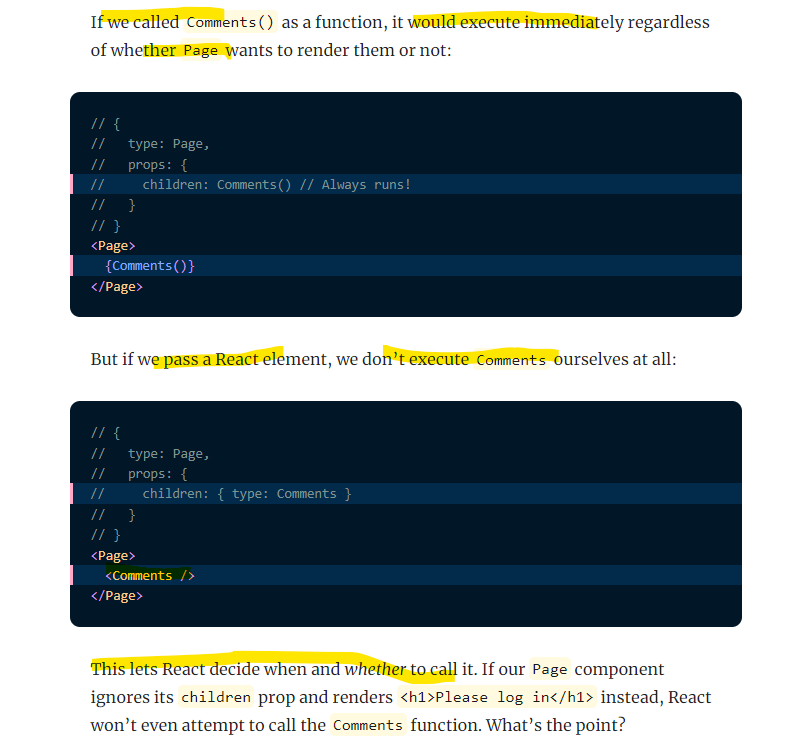 If we called Comments() as a function, it would execute immediately regardless
of whether Page wants to render them or not:
// {
//   type: Page,
//   props: {
//     children: Comments() // Always runs!
//   }
// }
<Page>
  {Comments()}
</Page>
But if we pass a React element, we don’t execute Comments ourselves at all:
// {
//   type: Page,
//   props: {
//     children: { type: Comments }
//   }
// }
<Page>
  <Comments />
</Page>
This lets React decide when and whether to call it. If our Page component
ignores its children prop and renders <h1>Please log in</h1> instead, React
won’t even attempt to call the Comments function. What’s the point?